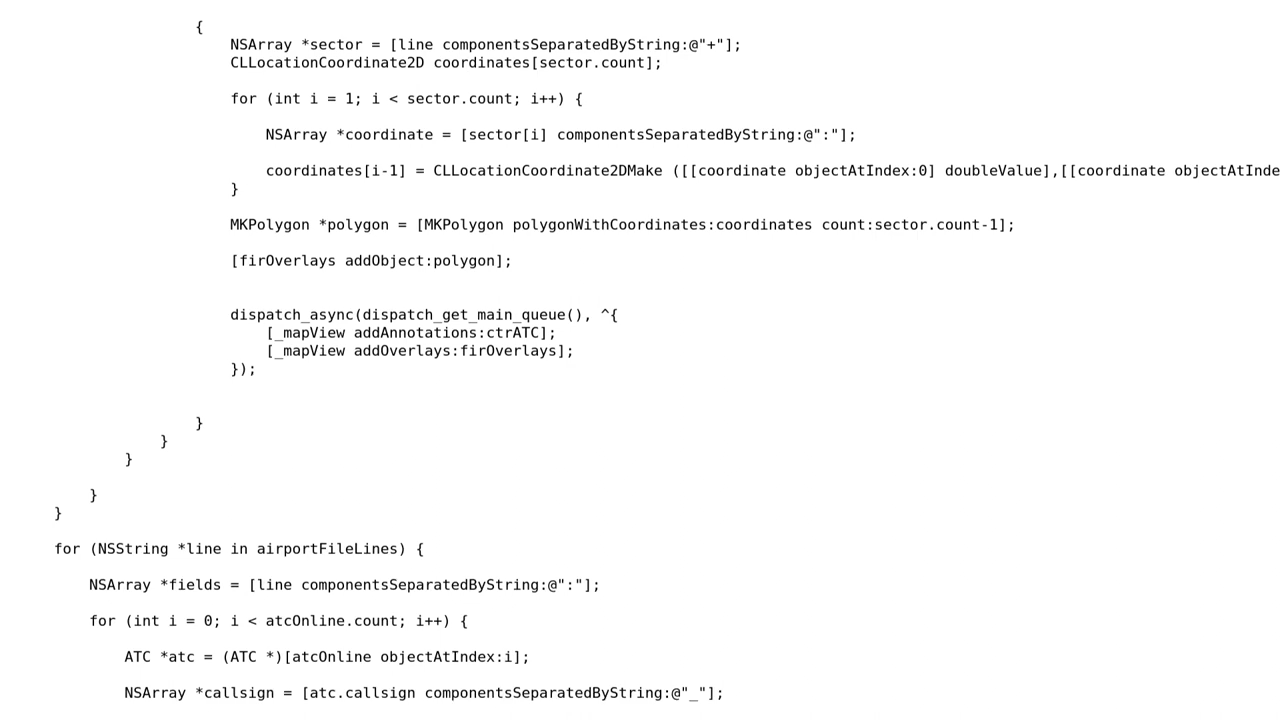 {
NSArray *sector = [line componentsSeparatedByString:@"+"];
CLLocationCoordinate2D coordinates[sector.count];
for (int i = 1; i < sector.count; i++) {
NSArray *coordinate = [sector[i] componentsSeparatedByString:@":"];
coordinates[i-1] = CLLocationCoordinate2DMake ([[coordinate objectAtIndex:0] doubleValue],[[coordinate objectAtInde
}
MKPolygon *polygon = [MKPolygon polygonWithCoordinates:coordinates count:sector.count-1];
[firOverlays addObject:polygon];
dispatch_async(dispatch_get_main_queue(), ^{
[_mapView addAnnotations:ctrATC];
[_mapView addOverlays:firOverlays];
});
}
}
}
}
}
for (NSString *line in airportFileLines) {
NSArray *fields = [line componentsSeparatedByString:@":"];
for (int i = 0; i < atcOnline.count; i++) {
ATC *atc = (ATC *)[atcOnline objectAtIndex:i];
NSArray *callsign = [atc.callsign componentsSeparatedByString:@"_"];